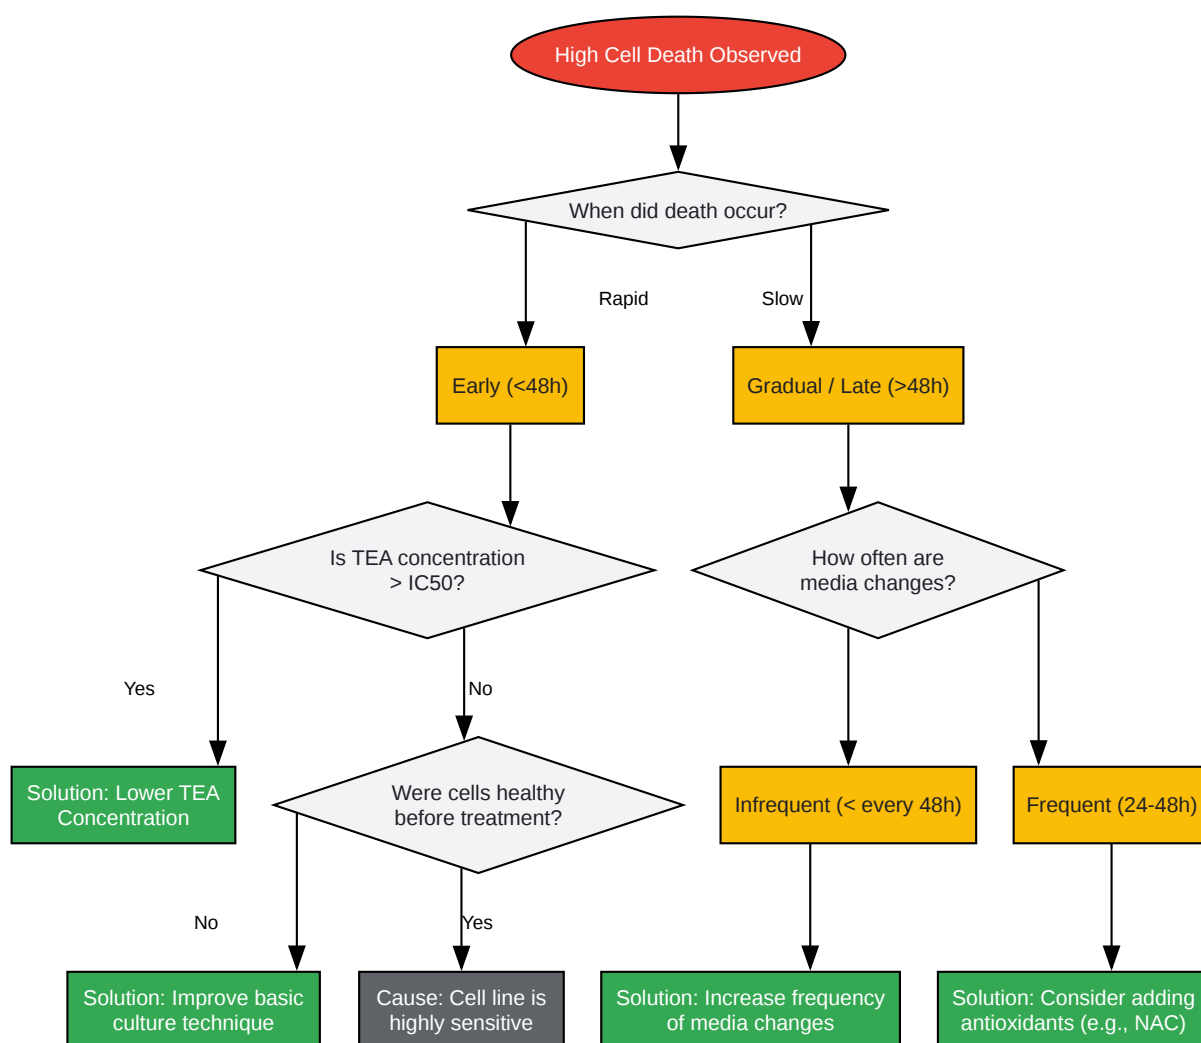 High Cell Death Observed
When did death occur?
Rapid
Slow
Early (<48h)
Gradual / Late (>48h)
Is TEA concentration
> IC50?
How often are
media changes?
Yes
No
Solution: Lower TEA
Concentration
Were cells healthy
before treatment?
Infrequent (< every 48h)
Frequent (24-48h)
No
Yes
Solution: Improve basic
culture technique
Cause: Cell line is
highly sensitive
Solution: Increase frequency
of media changes
Solution: Consider adding
antioxidants (e.g., NAC)